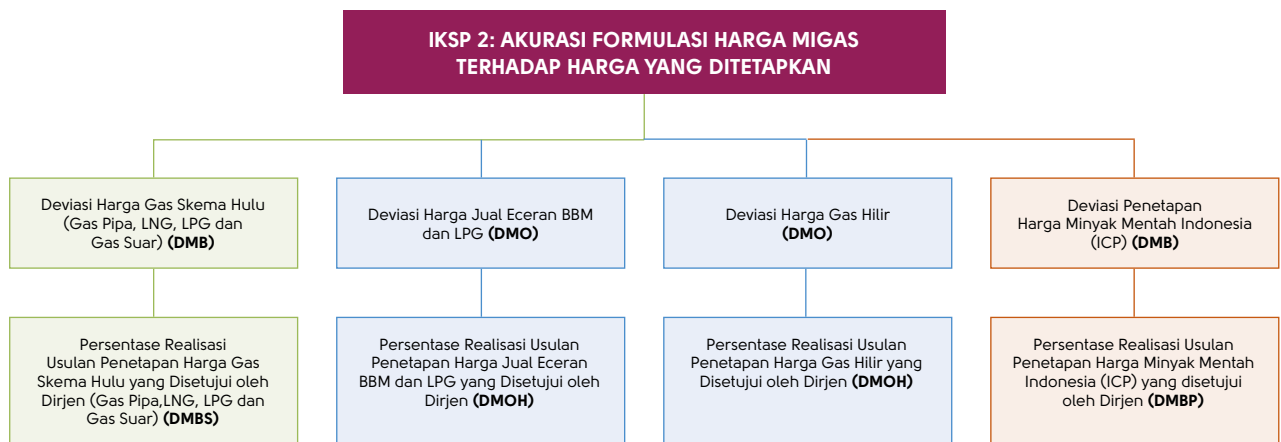 IKSP 2: AKURASI FORMULASI HARGA MIGAS
TERHADAP HARGA YANG DITETAPKAN
Deviasi Harga Gas Skema Hulu
(Gas Pipa, LNG, LPG dan
Gas Suar) (DMB)
Deviasi Harga Jual Eceran BBM
dan LPG (DMO)
Deviasi Harga Gas Hilir
(DMO)
Deviasi Penetapan
Harga Minyak Mentah Indonesia
(ICP) (DMB)
Persentase Realisasi
Usulan Penetapan Harga Gas
Skema Hulu yang Disetujui oleh
Dirjen (Gas Pipa,LNG, LPG dan
Gas Suar) (DMBS)
Persentase Realisasi Usulan
Penetapan Harga Jual Eceran
BBM dan LPG yang Disetujui oleh
Dirjen (DMOH)
Persentase Realisasi Usulan
Penetapan Harga Gas Hilir yang
Disetujui oleh Dirjen (DMOH)
Persentase Realisasi Usulan
Penetapan Harga Minyak Mentah
Indonesia (ICP) yang disetujui
oleh Dirjen (DMBP)